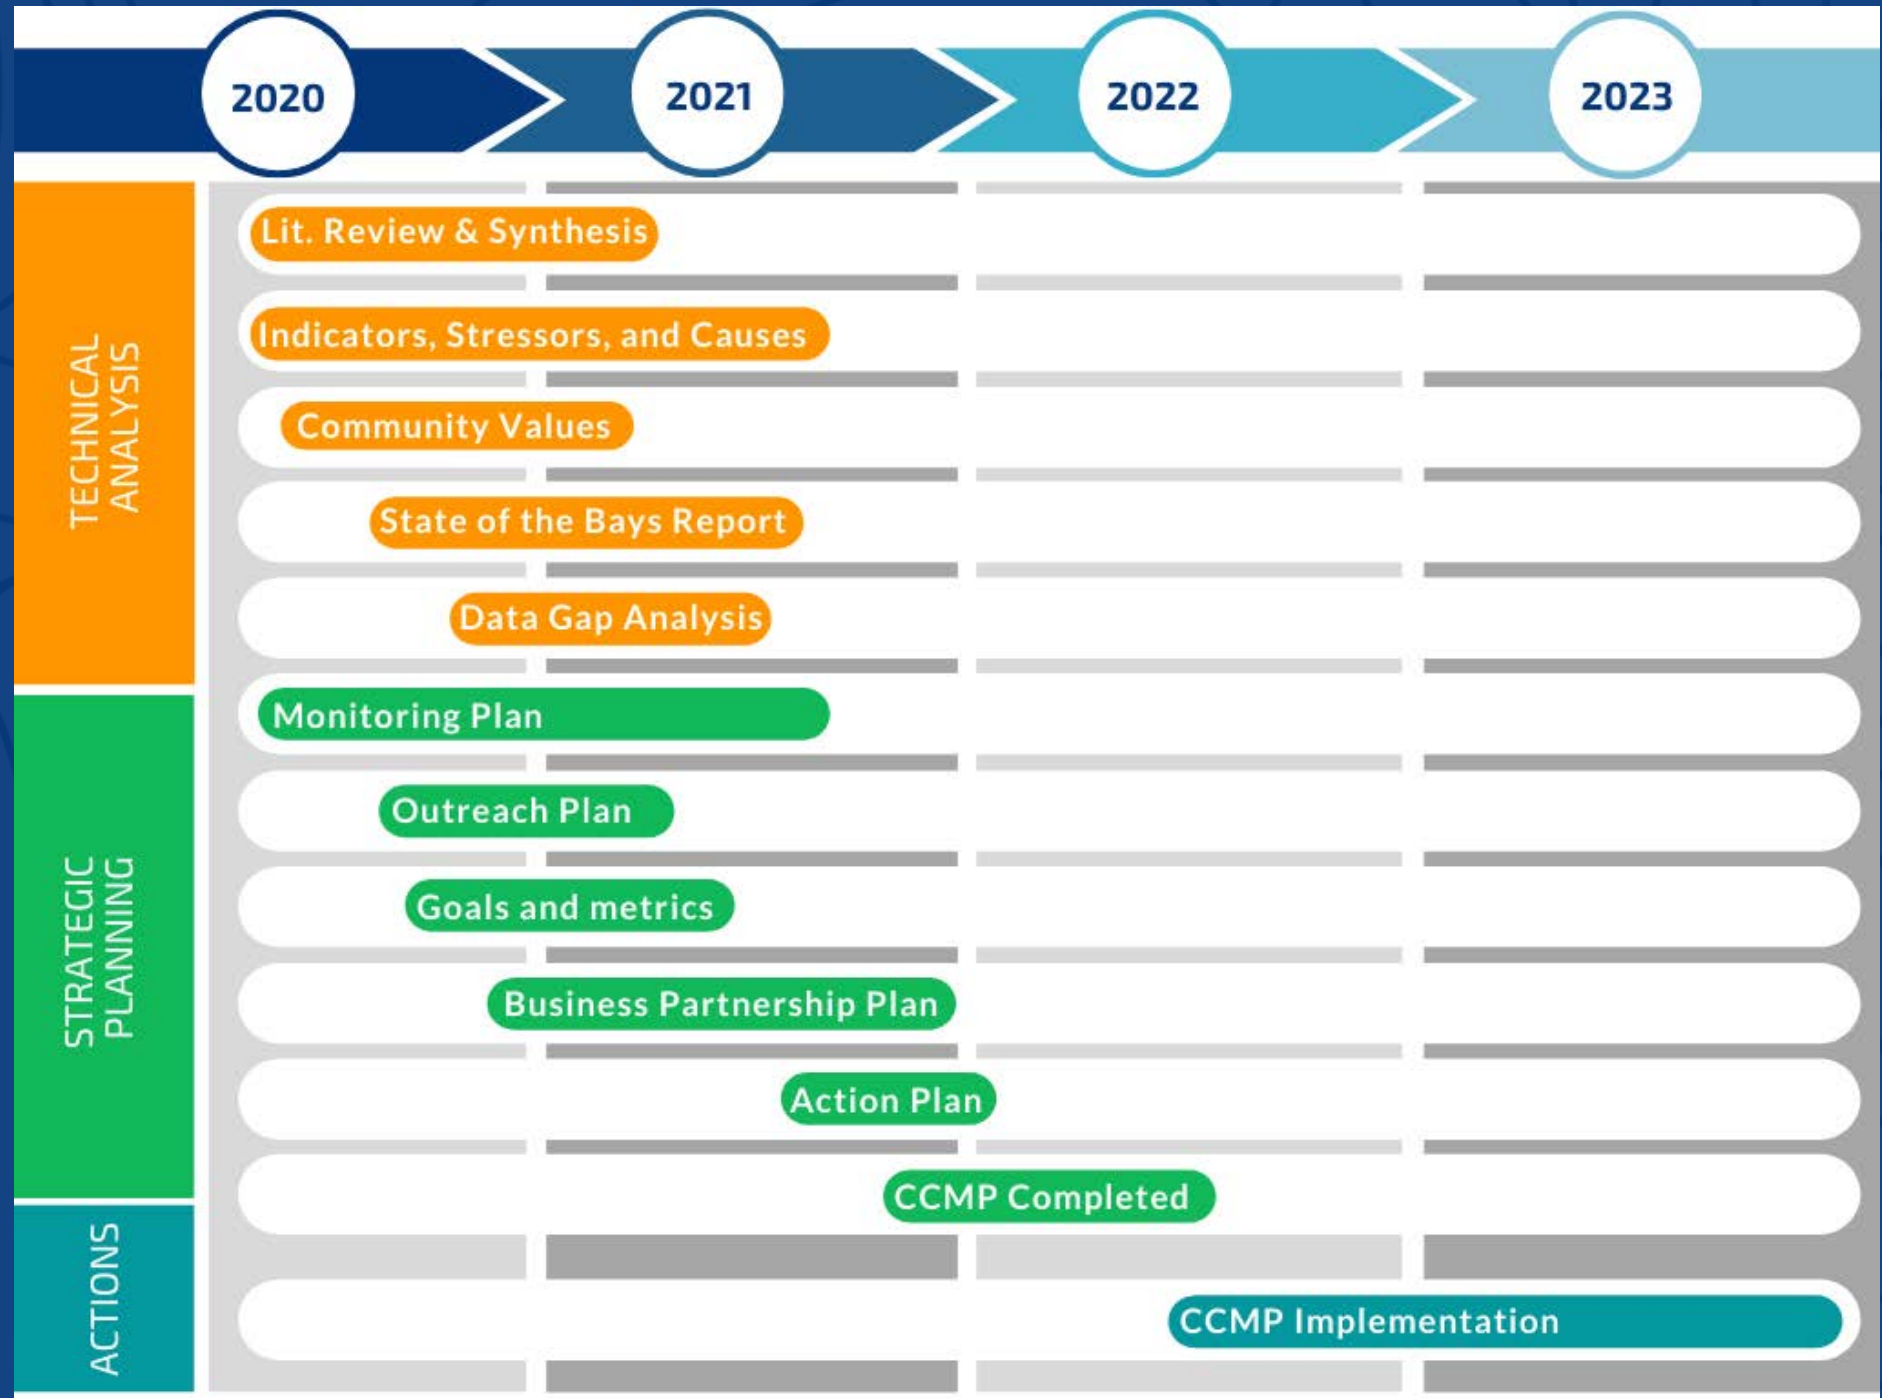 2020
2021
2022
2023
TECHNICAL
ANALYSIS
Lit. Review & Synthesis
Indicators, Stressors, and Causes
Community Values
State of the Bays Report
Data Gap Analysis
STRATEGIC
PLANNING
Monitoring Plan
Outreach Plan
Goals and metrics
Business Partnership Plan
Action Plan
CCMP Completed
ACTIONS
CCMP Implementation